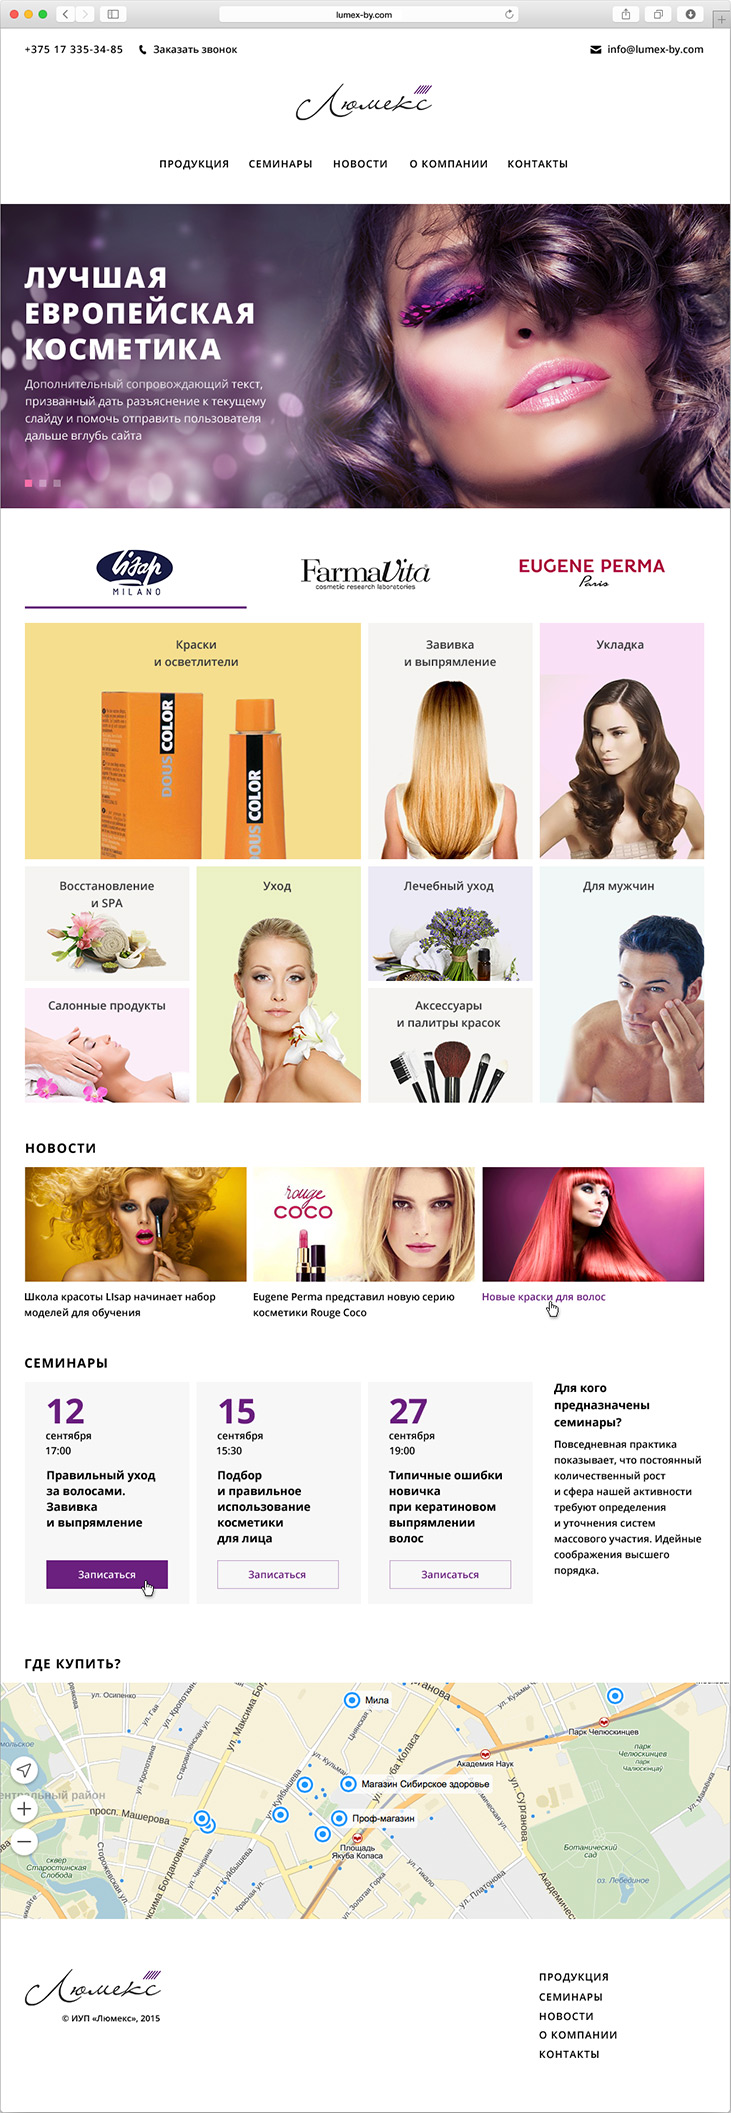 lumex-by.com
+375 17 335-34-85 Заказать звонок
info@lumex-by.com
Люмекс
ПРОДУКЦИЯ СЕМИНАРЫ НОВОСТИ О КОМПАНИИ КОНТАКТЫ
ЛУЧШАЯ
ЕВРОПЕЙСКАЯ
КОСМЕТИКА
Дополнительный сопровождающий текст,
призванный дать разъяснение к текущему
слайду и помочь отправить пользователя
дальше вглубь сайта
lisap
MILANO
FarmaVita
cosmetic research laboratories
EUGENE PERMA
Paris
Краски
и осветлители
DOUS COLOR
DOUS COLOR
Завивка
и выпрямление
Укладка
Восстановление
и SPA
Уход
Лечебный уход
Для мужчин
Салонные продукты
Аксессуары
и палитры красок
НОВОСТИ
rouge
COCO
Школа красоты LIsap начинает набор
моделей для обучения
Eugene Perma представил новую серию
косметики Rouge Coco
Новые краски для волос
СЕМИНАРЫ
12
сентября
17:00
Правильный уход
за волосами.
Завивка
и выпрямление
Записаться
15
сентября
15:30
Подбор
и правильное
использование
косметики
для лица
Записаться
27
сентября
19:00
Типичные ошибки
новичка
при кератиновом
выпрямлении
волос
Записаться
Для кого
предназначены
семинары?
Повседневная практика
показывает, что постоянный
количественный рост
и сфера нашей активности
требуют определения
и уточнения систем
массового участия. Идейные
соображения высшего
порядка.
ГДЕ КУПИТЬ?
ул. Осипенко
Мила
Парк Челюскинцев
парк
Челюскинцев
парк
Чалюскінцаў
Академия Наук
Магазин Сибирское здоровье
просп. Машерова
Проф-магазин
Площадь
Якуба Коласа
ул. Куйбышева
ул. Сурганова
сквер
Старостинская
Слобода
Ботанический
сад
оз. Лебединое
ул. Платонова
ул. Гикало
Красная ул.
Люмекс
© ИУП «Люмекс», 2015
ПРОДУКЦИЯ
СЕМИНАРЫ
НОВОСТИ
О КОМПАНИИ
КОНТАКТЫ